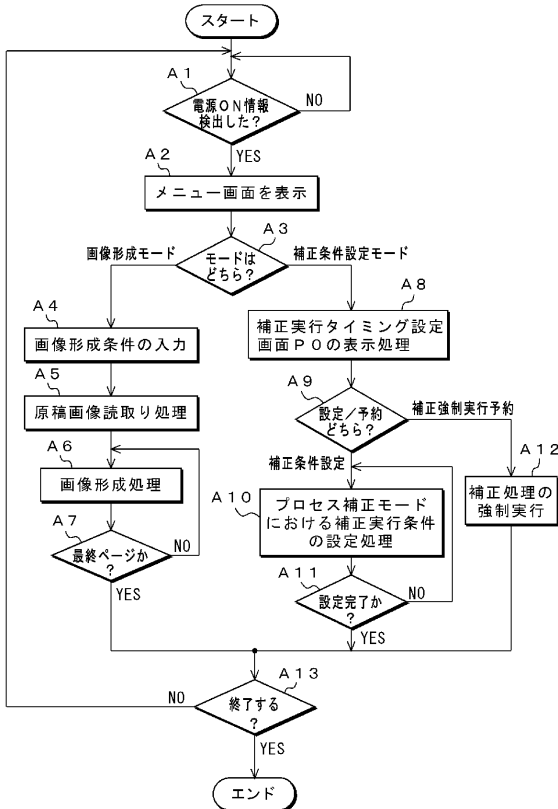 スタート
A1
電源ON情報
検出した?
NO
YES
A2
メニュー画面を表示
A3
モードは
どちら?
画像形成モード
補正条件設定モード
A4
画像形成条件の入力
A5
原稿画像読取り処理
A6
画像形成処理
A7
最終ページか
?
NO
YES
A8
補正実行タイミング設定
画面P0の表示処理
A9
設定/予約
どちら?
補正強制実行予約
補正条件設定
A10
プロセス補正モード
における補正実行条件
の設定処理
A11
設定完了か
?
NO
YES
A12
補正処理の
強制実行
A13
終了する
?
NO
YES
エンド